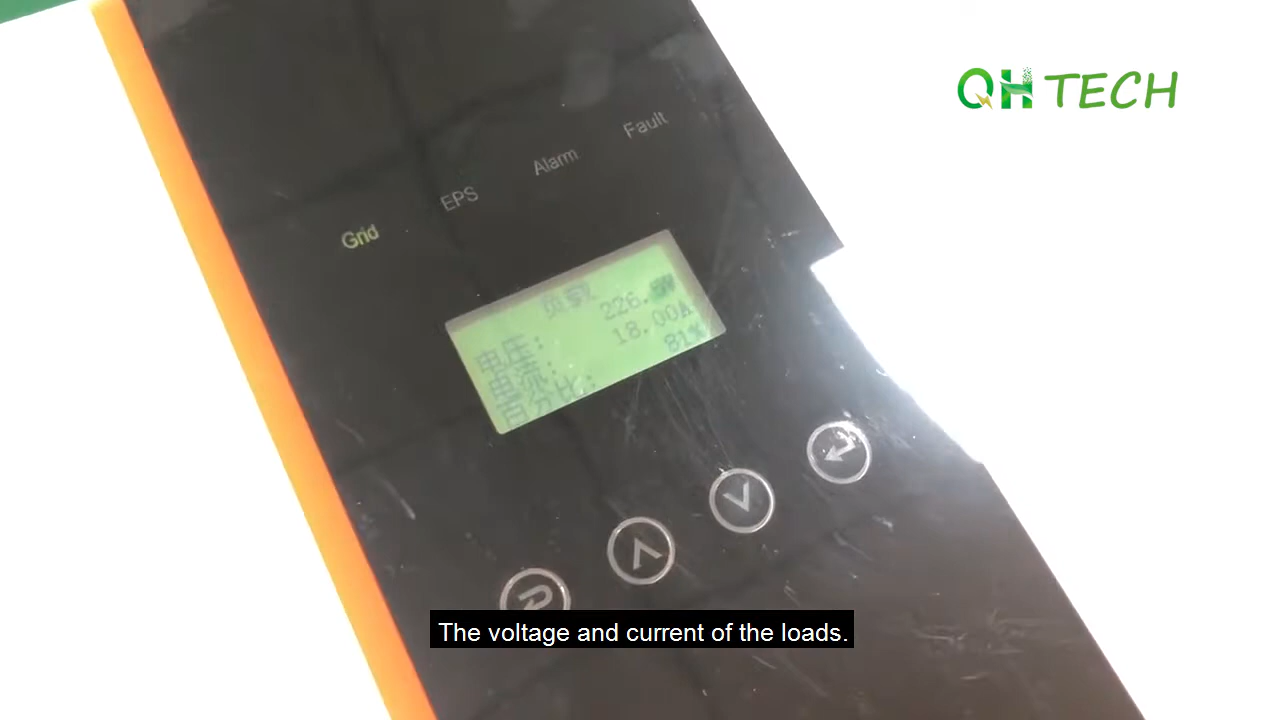 QH TECH
Grid
EPS
Alarm
Fault
负载
电压: 226.
电流: 18.00A
百分比: 81%
The voltage and current of the loads.